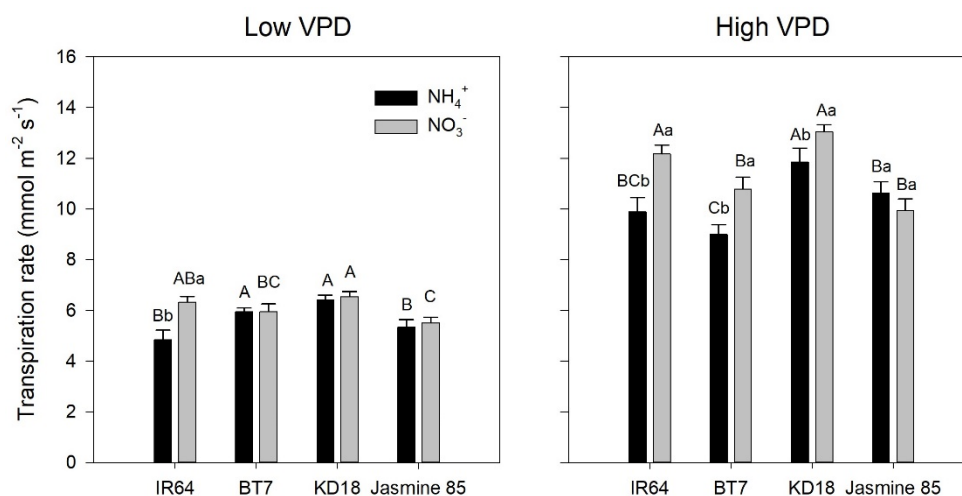 Low VPD
High VPD
Transpiration rate (mmol m⁻² s⁻¹)
16
14
12
10
8
6
4
2
0
NH₄⁺
NO₃⁻
Bb
ABa
A
BC
A
A
B
C
BCb
Aa
Cb
Ba
Ab
Aa
Ba
Ba
IR64 BT7 KD18 Jasmine 85
IR64 BT7 KD18 Jasmine 85